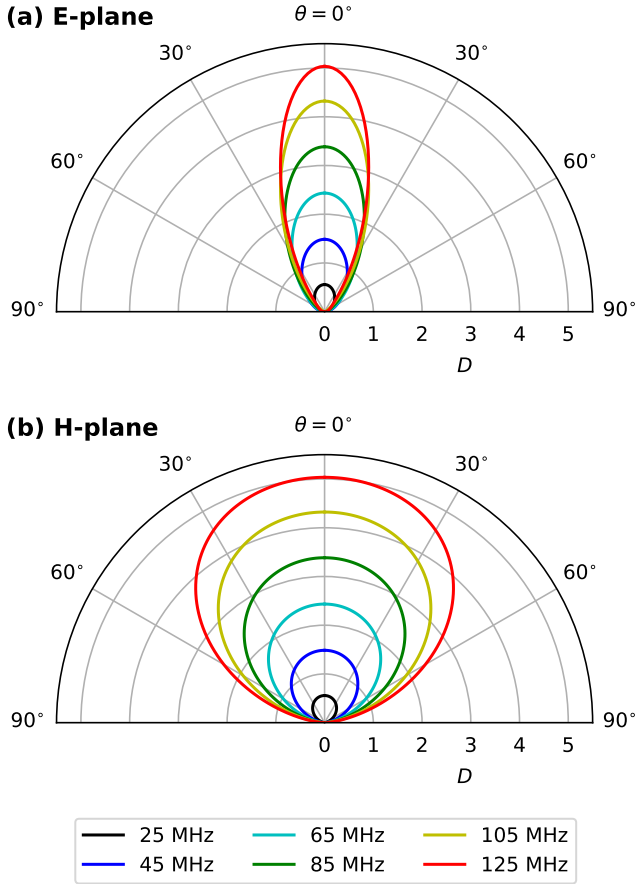 (a) E-plane
θ = 0°
30° 30°
60° 60°
90° 90°
0 1 2 3 4 5
D
(b) H-plane
θ = 0°
30° 30°
60° 60°
90° 90°
0 1 2 3 4 5
D
25 MHz 65 MHz 105 MHz
45 MHz 85 MHz 125 MHz